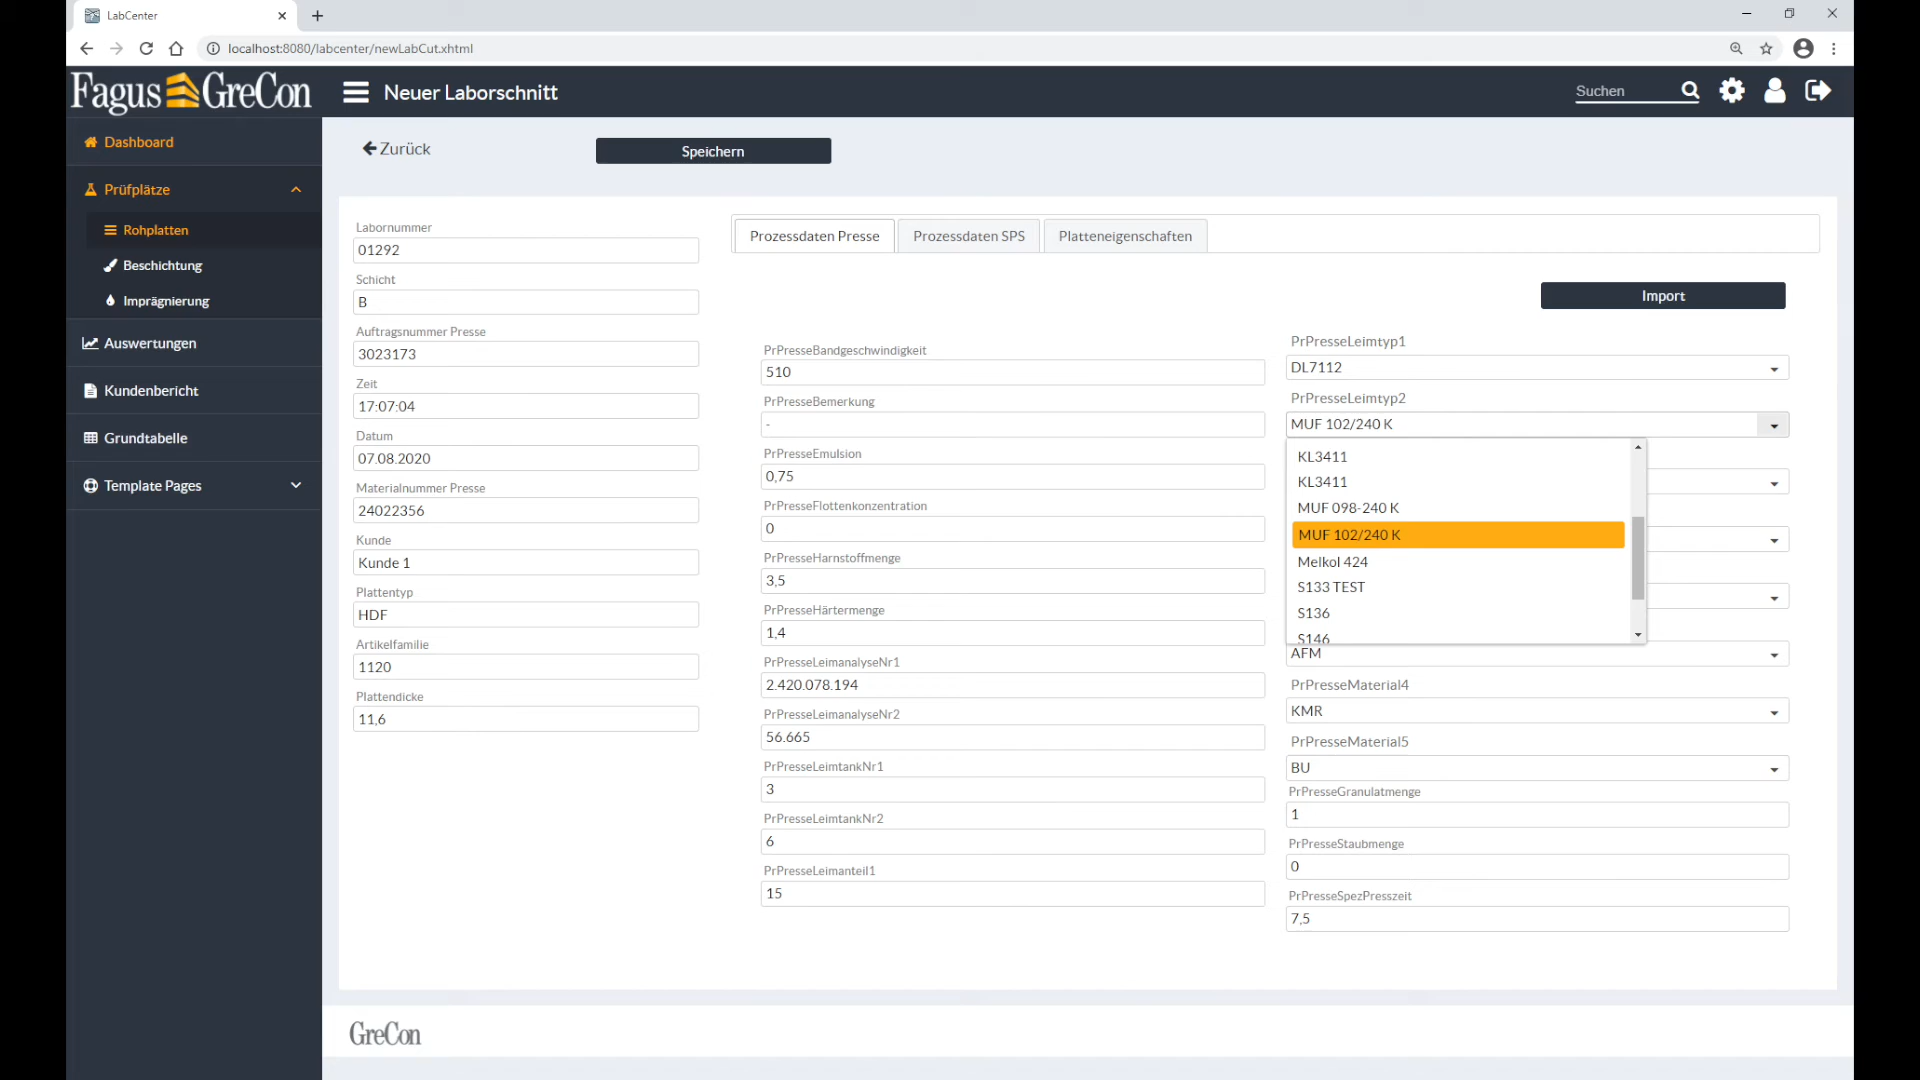 LabCenter
localhost:8080/labcenter/newLabCut.xhtml
Fagus GreCon
Neuer Laborschnitt
Suchen
Dashboard
Prüfplätze
Rohplatten
Beschichtung
Imprägnierung
Auswertungen
Kundenbericht
Grundtabelle
Template Pages
Zurück
Speichern
Labornummer
01292
Schicht
B
Auftragsnummer Presse
3023173
Zeit
17:07:04
Datum
07.08.2020
Materialnummer Presse
24022356
Kunde
Kunde 1
Plattentyp
HDF
Artikelfamilie
1120
Plattendicke
11,6
Prozessdaten Presse
Prozessdaten SPS
Platteneigenschaften
Import
PrPresseBandgeschwindigkeit
510
PrPresseBemerkung
-
PrPresseEmulsion
0,75
PrPresseFlottenkonzentration
0
PrPresseHarnstoffmenge
3,5
PrPresseHärtermenge
1,4
PrPresseLeimanalyseNr1
2.420.078.194
PrPresseLeimanalyseNr2
56.665
PrPresseLeimtankNr1
3
PrPresseLeimtankNr2
6
PrPresseLeimanteil1
15
PrPresseLeimtyp1
DL7112
PrPresseLeimtyp2
MUF 102/240 K
KL3411
KL3411
MUF 098-240 K
MUF 102/240 K
Melkol 424
S133 TEST
S136
S146
AFM
PrPresseMaterial4
KMR
PrPresseMaterial5
BU
PrPresseGranulatmenge
1
PrPresseStaubmenge
0
PrPresseSpezPresszeit
7,5
GreCon